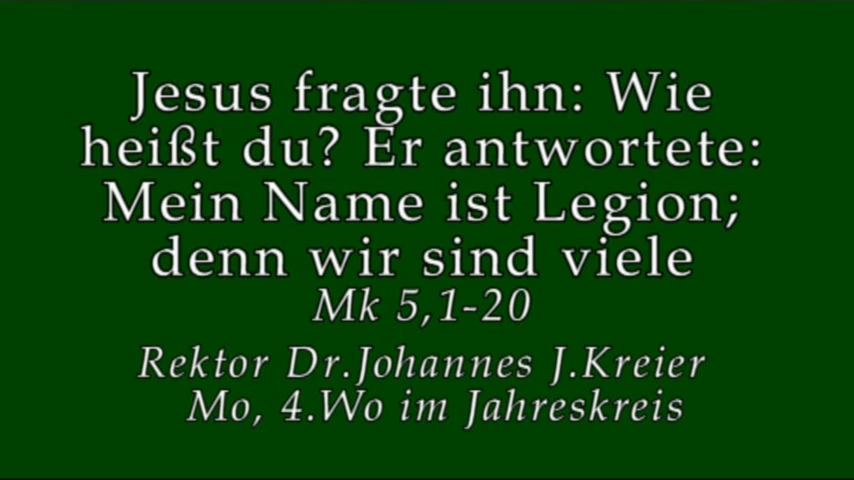 Jesus fragte ihn: Wie
heißt du? Er antwortete:
Mein Name ist Legion;
denn wir sind viele
Mk 5,1-20
Rektor Dr.Johannes J.Kreier
Mo, 4.Wo im Jahreskreis